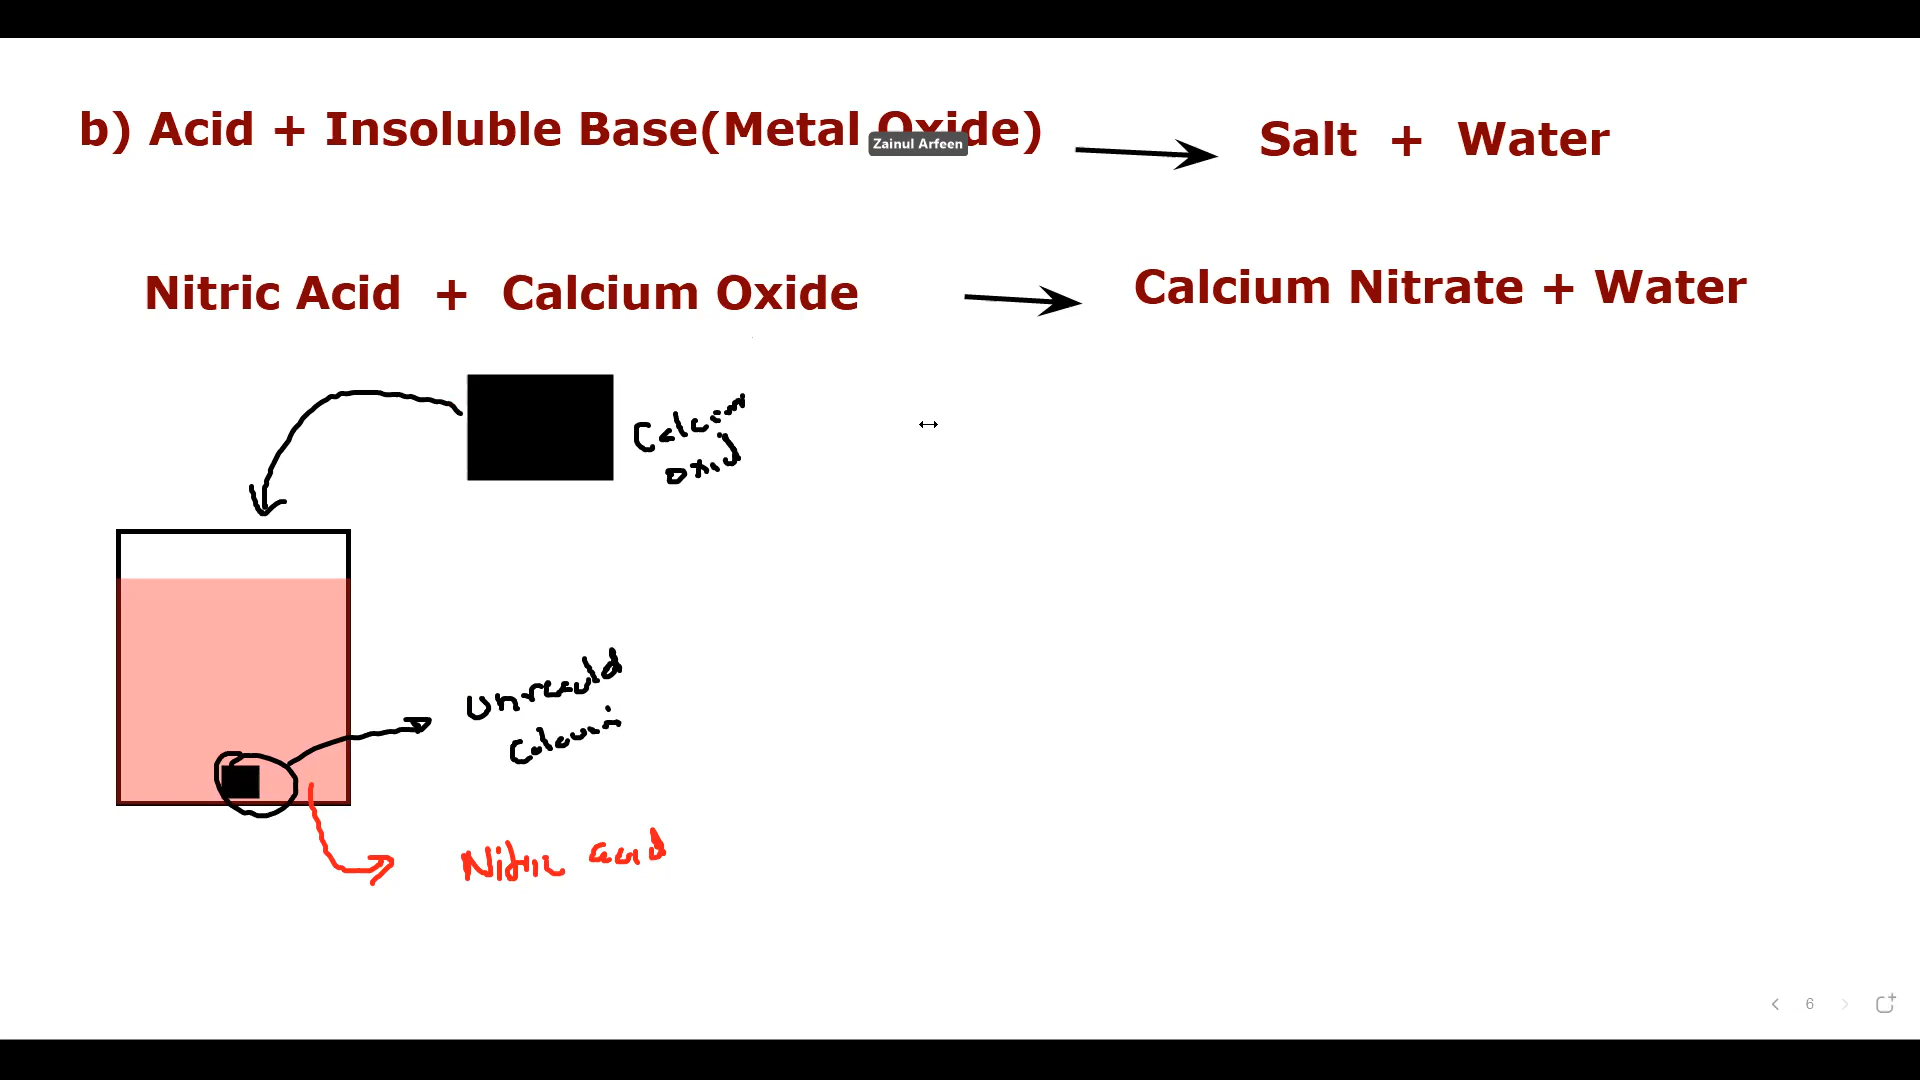 b) Acid + Insoluble Base(Metal Oxide) Salt + Water
Zainul Arfeen
Nitric Acid + Calcium Oxide Calcium Nitrate + Water
Calcium
oxid
Unreacted
Calcium
Nitric acid
6